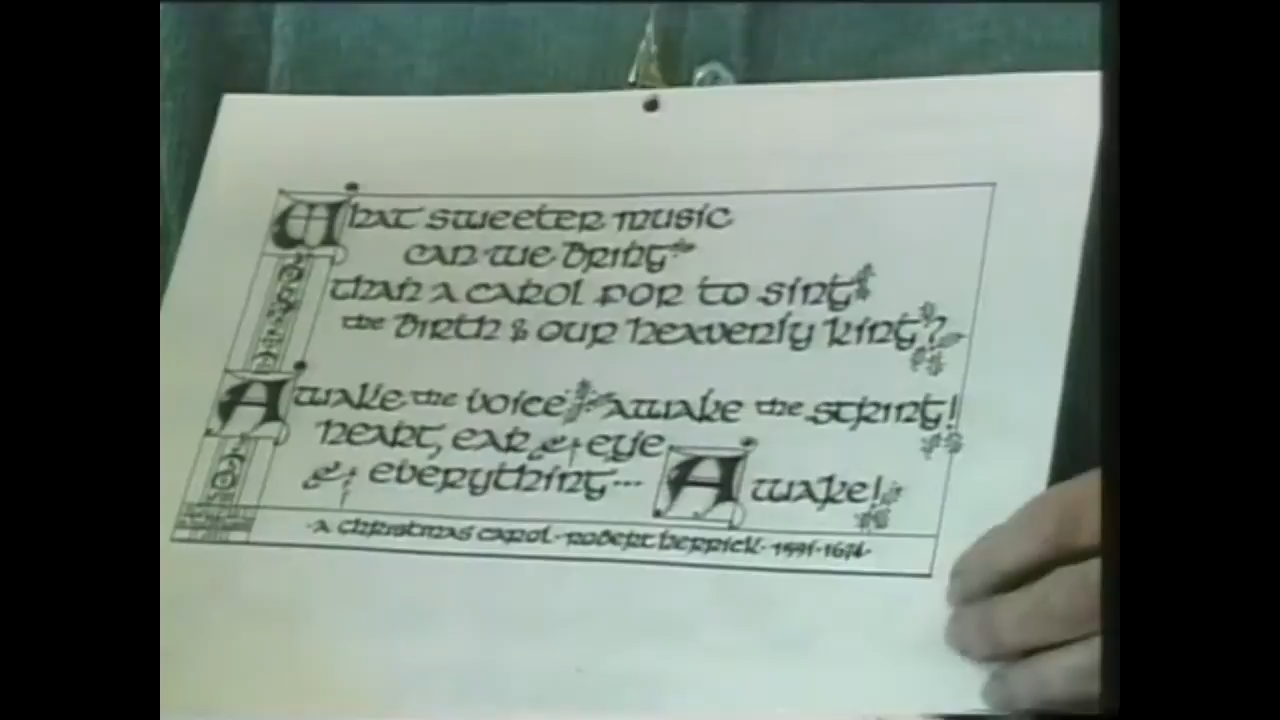 What sweeter music
can we bring
than a carol for to sing
the Birth of our heavenly king?
Awake the voice awake the string!
heart, ear & eye
& everything... Awake!
·A Christmas Carol·Robert Herrick·1591·1674·